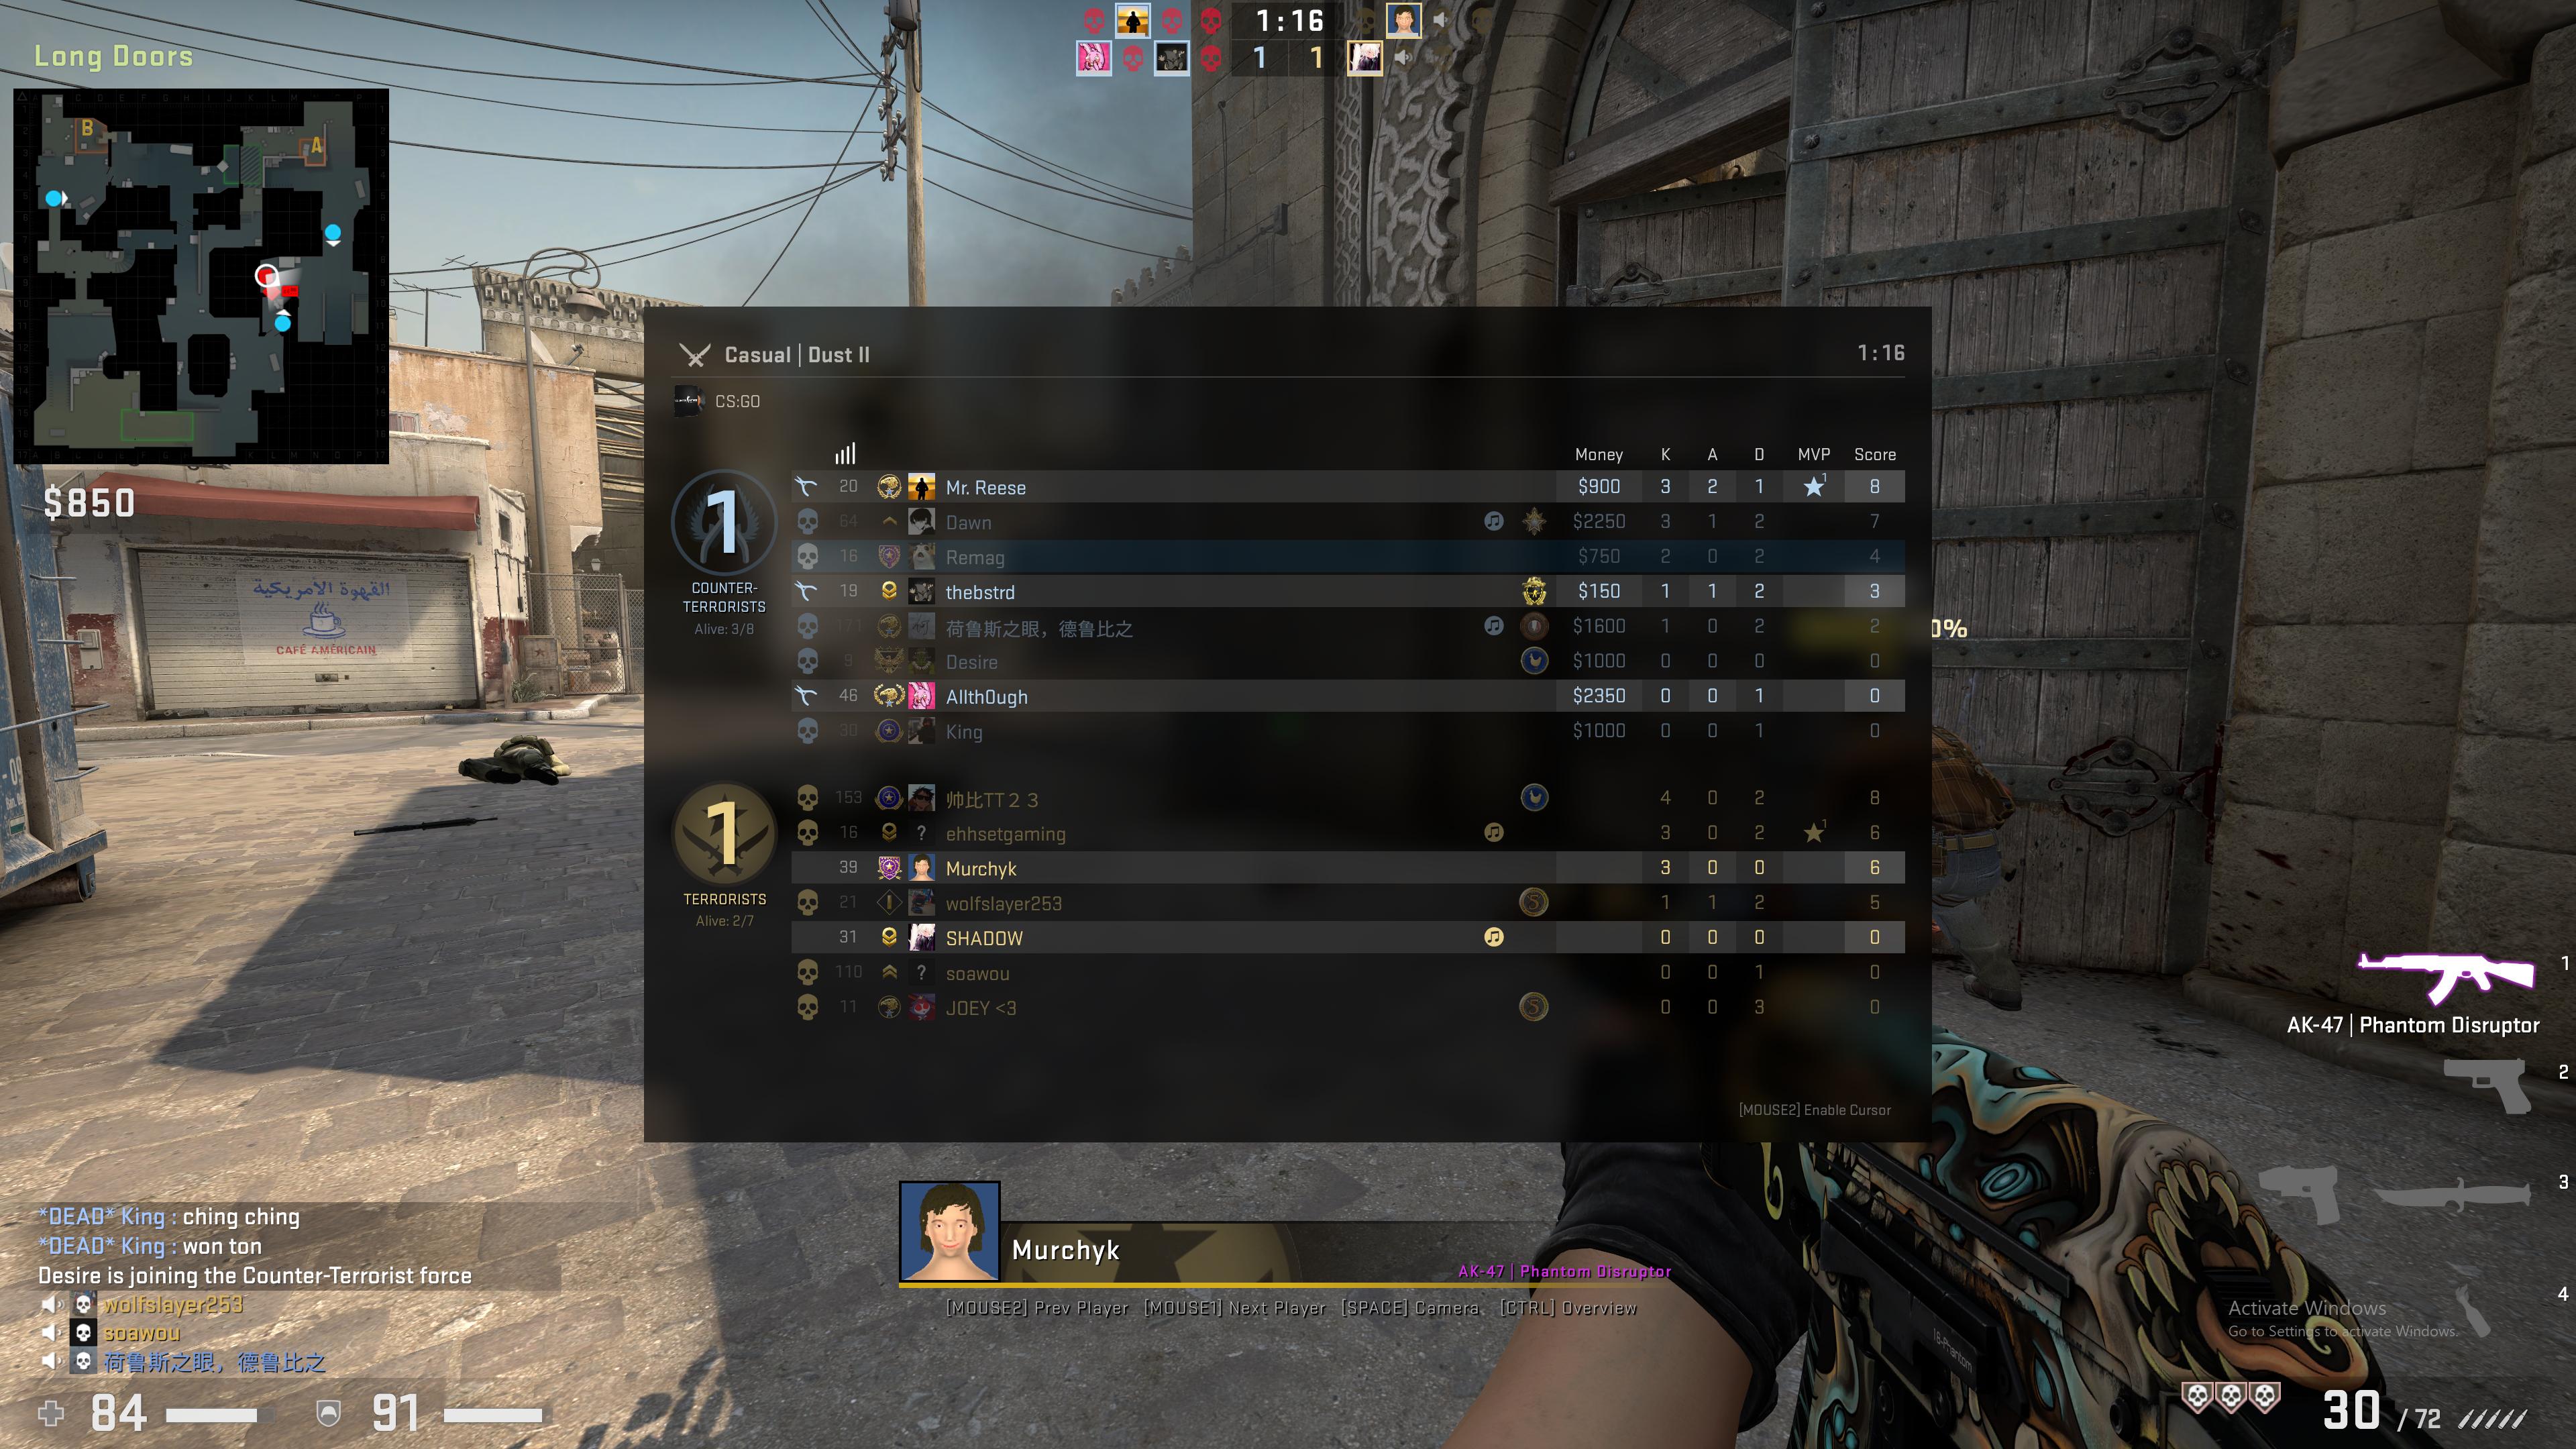 Long Doors
1:16
1 1
B
A
$850
القهوة الأمريكية
CAFÉ AMÉRICAIN
Casual | Dust II 1:16
CS:GO
Money K A D MVP Score
1
COUNTER-
TERRORISTS
Alive: 3/8
20 Mr. Reese $900 3 2 1 1 8
64 Dawn $2250 3 1 2 7
16 Remag $750 2 0 2 4
19 thebstrd $150 1 1 2 3
171 荷鲁斯之眼，德鲁比之 $1600 1 0 2 2
9 Desire $1000 0 0 0 0
46 Allth0ugh $2350 0 0 1 0
30 King $1000 0 0 1 0
0%
1
TERRORISTS
Alive: 2/7
153 帅比TT２３ 4 0 2 8
16 ? ehhsetgaming 3 0 2 1 6
39 Murchyk 3 0 0 6
21 wolfslayer253 5 1 1 2 5
31 SHADOW 0 0 0 0
110 ? soawou 0 0 1 0
11 JOEY <3 5 0 0 3 0
[MOUSE2] Enable Cursor
1
AK-47 | Phantom Disruptor
2
3
4
*DEAD* King : ching ching
*DEAD* King : won ton
Desire is joining the Counter-Terrorist force
wolfslayer253
soawou
荷鲁斯之眼，德鲁比之
84 91
Murchyk
AK-47 | Phantom Disruptor
[MOUSE2] Prev Player [MOUSE1] Next Player [SPACE] Camera [CTRL] Overview
Activate Windows
Go to Settings to activate Windows.
30 / 72